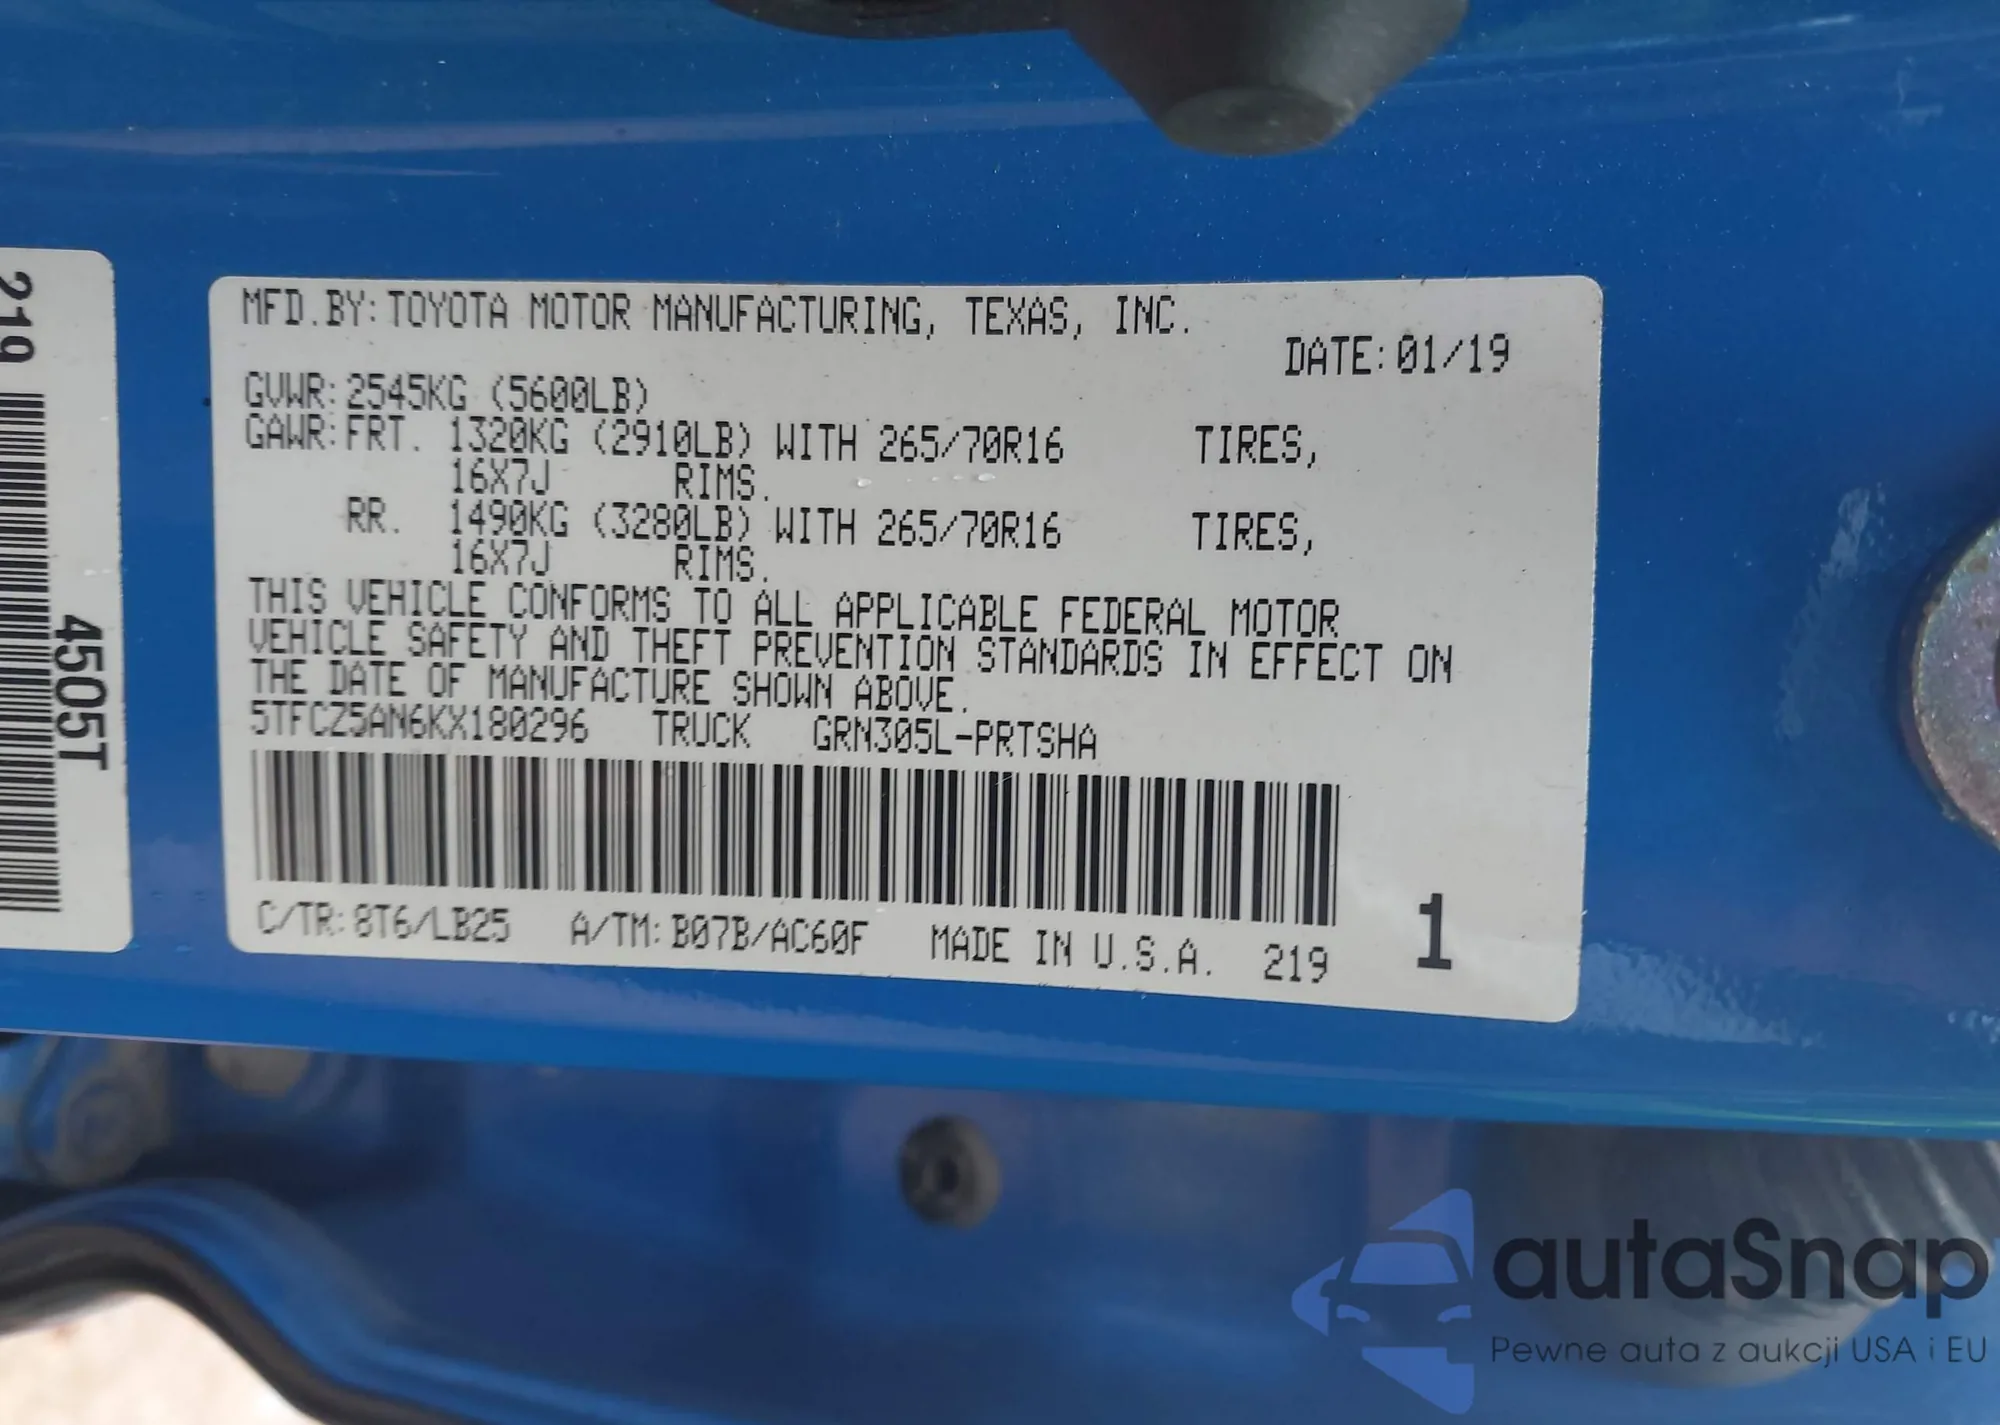 219
4505T
MFD.BY: TOYOTA MOTOR MANUFACTURING, TEXAS, INC.
DATE: 01/19
GVWR: 2545KG (5600LB)
GAWR: FRT. 1320KG (2910LB) WITH 265/70R16 TIRES,
16X7J RIMS.
RR. 1490KG (3280LB) WITH 265/70R16 TIRES,
16X7J RIMS.
THIS VEHICLE CONFORMS TO ALL APPLICABLE FEDERAL MOTOR
VEHICLE SAFETY AND THEFT PREVENTION STANDARDS IN EFFECT ON
THE DATE OF MANUFACTURE SHOWN ABOVE.
5TFCZ5AN6KX180296 TRUCK GRN305L-PRTSHA
C/TR: 8T6/LB25 A/TM: B07B/AC60F MADE IN U.S.A. 219
1
autaSnap
Pewne auta z aukcji USA i EU